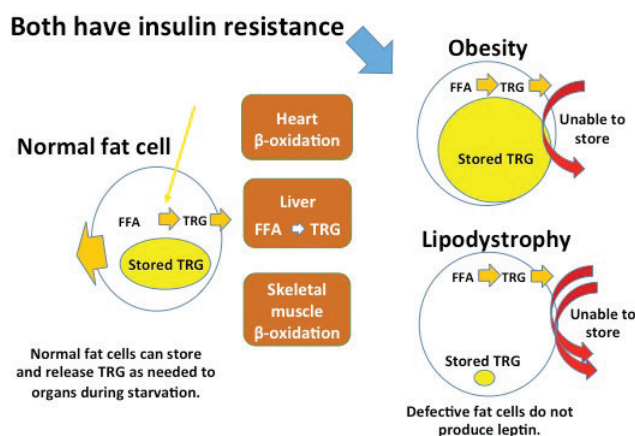 Both have insulin resistance
Normal fat cell
FFA TRG
Stored TRG
Normal fat cells can store
and release TRG as needed to
organs during starvation.
Heart
β-oxidation
Liver
FFA TRG
Skeletal
muscle
β-oxidation
Obesity
FFA TRG
Unable to
store
Stored TRG
Lipodystrophy
FFA TRG
Unable to
store
Stored TRG
Defective fat cells do not
produce leptin.